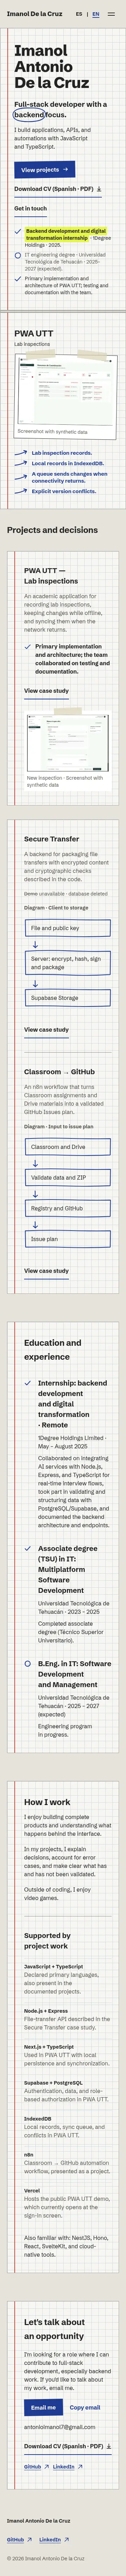 Imanol De la Cruz
ES | EN
Imanol
Antonio
De la Cruz
Full-stack developer with a
backend focus.
I build applications, APIs, and
automations with JavaScript
and TypeScript.
View projects →
Download CV (Spanish · PDF)
Get in touch
Backend development and digital
transformation internship · 1Degree
Holdings · 2025.
IT engineering degree · Universidad
Tecnológica de Tehuacán · 2025–
2027 (expected).
Primary implementation and
architecture of PWA UTT; testing and
documentation with the team.
PWA UTT
Lab inspections
Screenshot with synthetic data.
Lab inspection records.
Local records in IndexedDB.
A queue sends changes when
connectivity returns.
Explicit version conflicts.
Projects and decisions
PWA UTT —
Lab inspections
An academic application for
recording lab inspections,
keeping changes while offline,
and syncing them when the
network returns.
Primary implementation
and architecture; the team
collaborated on testing and
documentation.
View case study
New inspection · Screenshot with
synthetic data
Secure Transfer
A backend for packaging file
transfers with encrypted content
and cryptographic checks
described in the code.
Demo unavailable · database deleted
Diagram · Client to storage
File and public key
Server: encrypt, hash, sign
and package
Supabase Storage
View case study
Classroom → GitHub
An n8n workflow that turns
Classroom assignments and
Drive materials into a validated
GitHub Issues plan.
Diagram · Input to issue plan
Classroom and Drive
Validate data and ZIP
Registry and GitHub
Issue plan
View case study
Education and
experience
Internship: backend
development
and digital
transformation
· Remote
1Degree Holdings Limited ·
May – August 2025
Collaborated on integrating
AI services with Node.js,
Express, and TypeScript for
real-time interview flows,
took part in validating and
structuring data with
PostgreSQL/Supabase, and
documented the backend
architecture and endpoints.
Associate degree
(TSU) in IT:
Multiplatform
Software
Development
Universidad Tecnológica de
Tehuacán · 2023 – 2025
Completed associate
degree (Técnico Superior
Universitario).
B.Eng. in IT: Software
Development
and Management
Universidad Tecnológica de
Tehuacán · 2025 – 2027
(expected)
Engineering program
in progress.
How I work
I enjoy building complete
products and understanding what
happens behind the interface.
In my projects, I explain
decisions, account for error
cases, and make clear what has
and has not been validated.
Outside of coding, I enjoy
video games.
Supported by
project work
JavaScript + TypeScript
Declared primary languages,
also present in the
documented projects.
Node.js + Express
File-transfer API described in the
Secure Transfer case study.
Next.js + TypeScript
Used in PWA UTT with local
persistence and synchronization.
Supabase + PostgreSQL
Authentication, data, and role-
based authorization in PWA UTT.
IndexedDB
Local records, sync queue, and
conflicts in PWA UTT.
n8n
Classroom → GitHub automation
workflow, presented as a project.
Vercel
Hosts the public PWA UTT demo,
which currently opens at the
sign-in screen.
Also familiar with: NestJS, Hono,
React, SvelteKit, and cloud-
native tools.
Let's talk about
an opportunity
I'm looking for a role where I can
contribute to full-stack
development, especially backend
work. If you'd like to talk about
my work, email me.
Email me Copy email
antonioimanol7@gmail.com
Download CV (Spanish · PDF)
GitHub LinkedIn
Imanol Antonio De la Cruz
GitHub LinkedIn
© 2026 Imanol Antonio De la Cruz